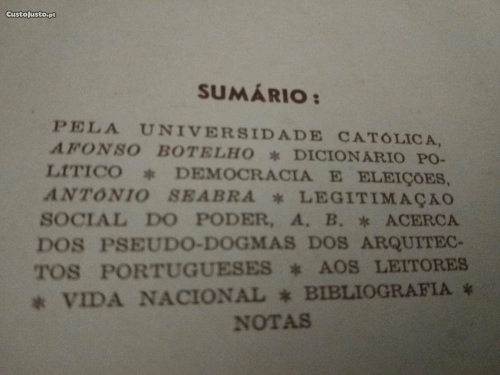 CustoJusto.pt
SUMÁRIO:
PELA UNIVERSIDADE CATÓLICA,
AFONSO BOTELHO * DICIONARIO PO-
LÍTICO * DEMOCRACIA E ELEIÇÕES,
ANTÓNIO SEABRA * LEGITIMAÇÃO
SOCIAL DO PODER, A. B. * ACERCA
DOS PSEUDO-DOGMAS DOS ARQUITEC-
TOS PORTUGUESES * AOS LEITORES
* VIDA NACIONAL * BIBLIOGRAFIA *
NOTAS